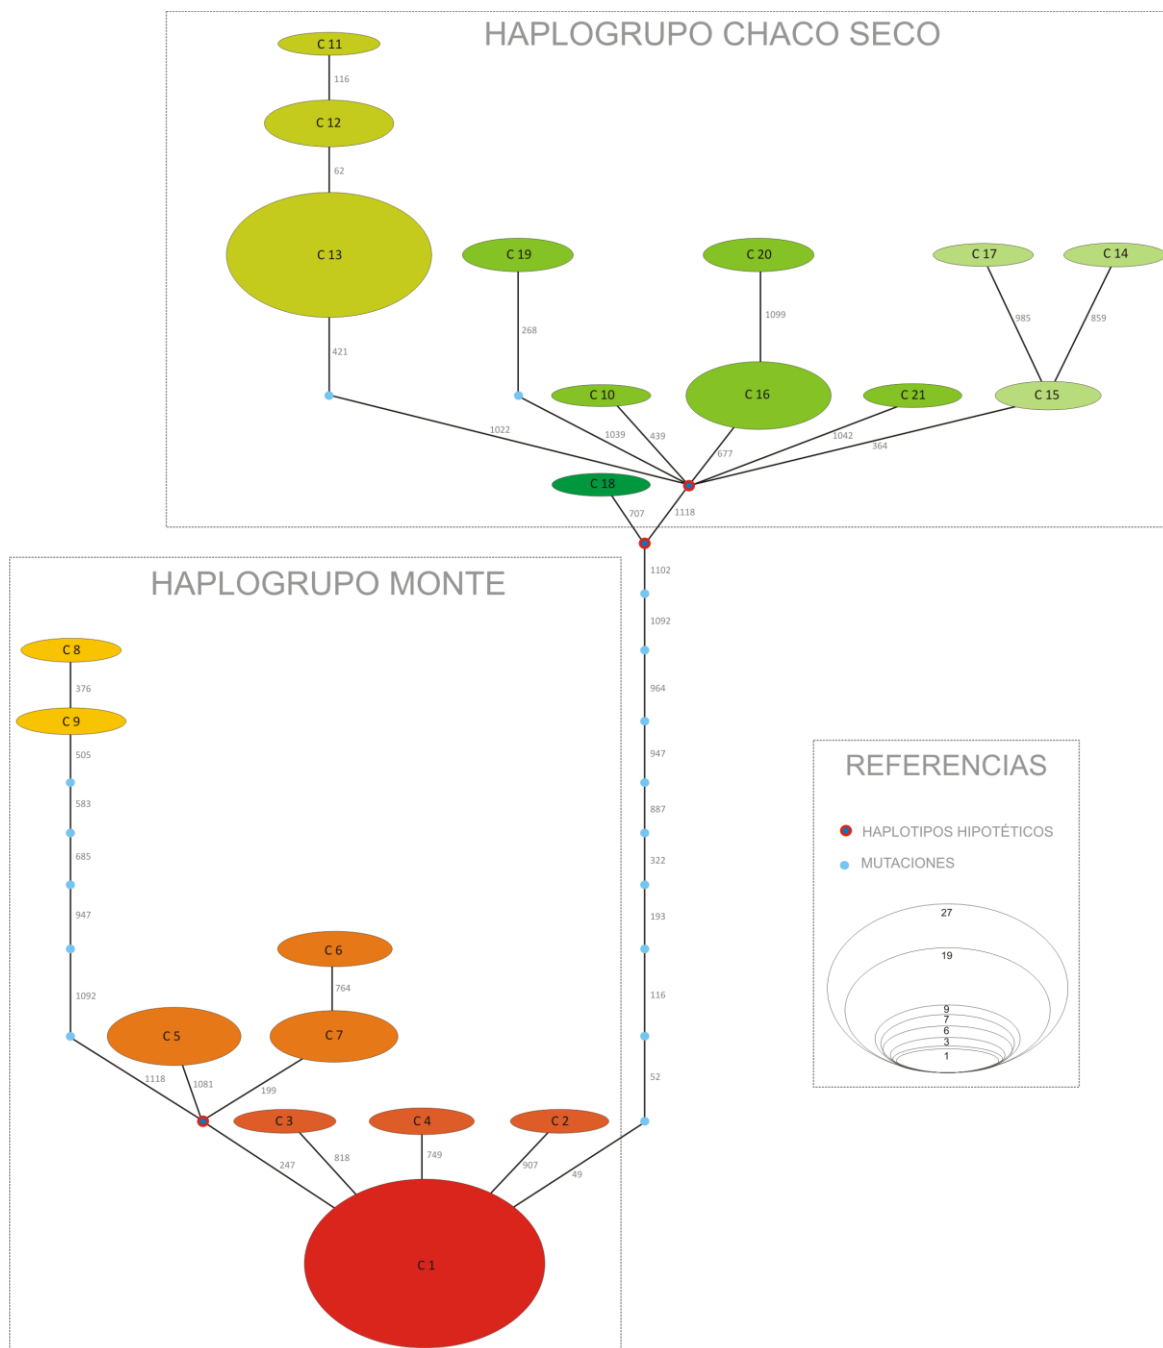 HAPLOGRUPO CHACO SECO
C 11
116
C 12
62
C 13
C 19
C 20
C 17
C 14
268
1099
985
859
421
C 10
C 16
C 21
C 15
1022
1039
439
677
1042
364
C 18
707
1118
HAPLOGRUPO MONTE
1102
1092
C 8
376
964
C 9
505
947
583
887
685
322
947
193
C 6
764
1092
116
C 5
C 7
1118
1081
199
52
C 3
C 4
C 2
247
818
749
907
49
C 1
REFERENCIAS
HAPLOTIPOS HIPOTÉTICOS
MUTACIONES
27
19
9
7
6
3
1